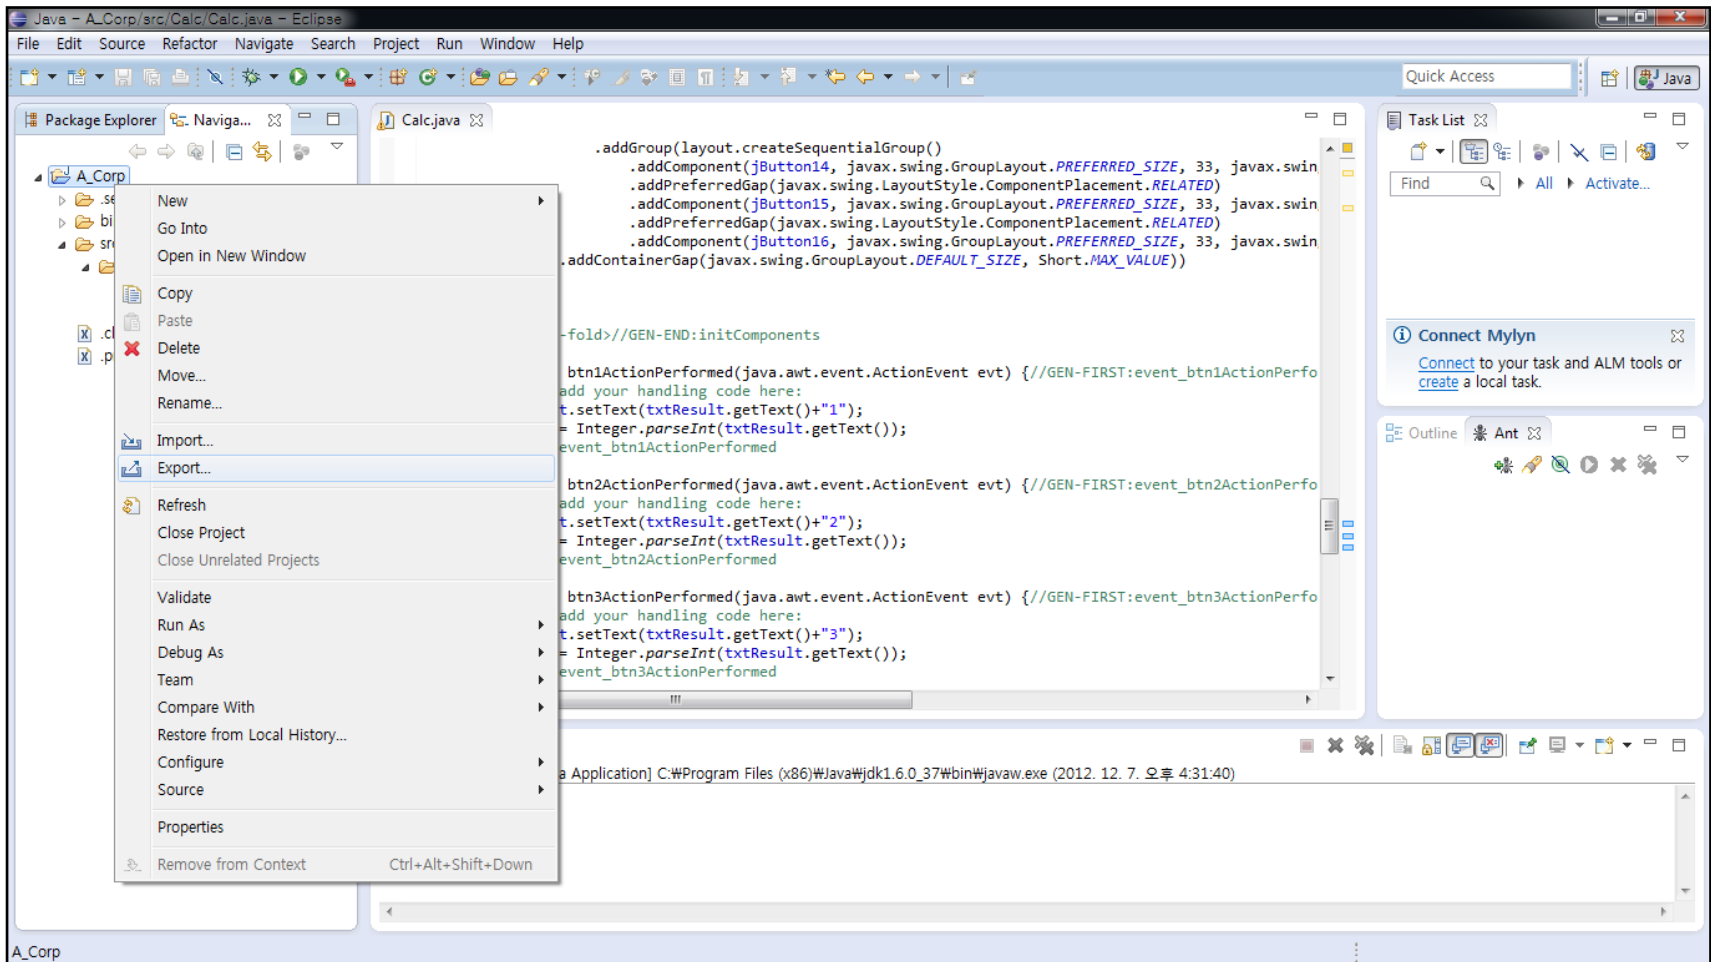 Java - A_Corp/src/Calc/Calc.java - Eclipse
File Edit Source Refactor Navigate Search Project Run Window Help
Quick Access
Java
Package Explorer
Naviga...
Calc.java
Task List
A_Corp
Find
All
Activate...
.addGroup(layout.createSequentialGroup()
.addComponent(jButton14, javax.swing.GroupLayout.PREFERRED_SIZE, 33, javax.swin
.addPreferredGap(javax.swing.LayoutStyle.ComponentPlacement.RELATED)
.addComponent(jButton15, javax.swing.GroupLayout.PREFERRED_SIZE, 33, javax.swin
.addPreferredGap(javax.swing.LayoutStyle.ComponentPlacement.RELATED)
.addComponent(jButton16, javax.swing.GroupLayout.PREFERRED_SIZE, 33, javax.swin
.addContainerGap(javax.swing.GroupLayout.DEFAULT_SIZE, Short.MAX_VALUE))
-fold>//GEN-END:initComponents
btn1ActionPerformed(java.awt.event.ActionEvent evt) {//GEN-FIRST:event_btn1ActionPerfo
add your handling code here:
t.setText(txtResult.getText()+"1");
= Integer.parseInt(txtResult.getText());
event_btn1ActionPerformed
btn2ActionPerformed(java.awt.event.ActionEvent evt) {//GEN-FIRST:event_btn2ActionPerfo
add your handling code here:
t.setText(txtResult.getText()+"2");
= Integer.parseInt(txtResult.getText());
event_btn2ActionPerformed
btn3ActionPerformed(java.awt.event.ActionEvent evt) {//GEN-FIRST:event_btn3ActionPerfo
add your handling code here:
t.setText(txtResult.getText()+"3");
= Integer.parseInt(txtResult.getText());
event_btn3ActionPerformed
.se
bi
src
.cl
.p
New
Go Into
Open in New Window
Copy
Paste
Delete
Move...
Rename...
Import...
Export...
Refresh
Close Project
Close Unrelated Projects
Validate
Run As
Debug As
Team
Compare With
Restore from Local History...
Configure
Source
Properties
Remove from Context Ctrl+Alt+Shift+Down
Connect Mylyn
Connect to your task and ALM tools or
create a local task.
Outline
Ant
a Application] C:₩Program Files (x86)₩Java₩jdk1.6.0_37₩bin₩javaw.exe (2012. 12. 7. 오후 4:31:40)
A_Corp